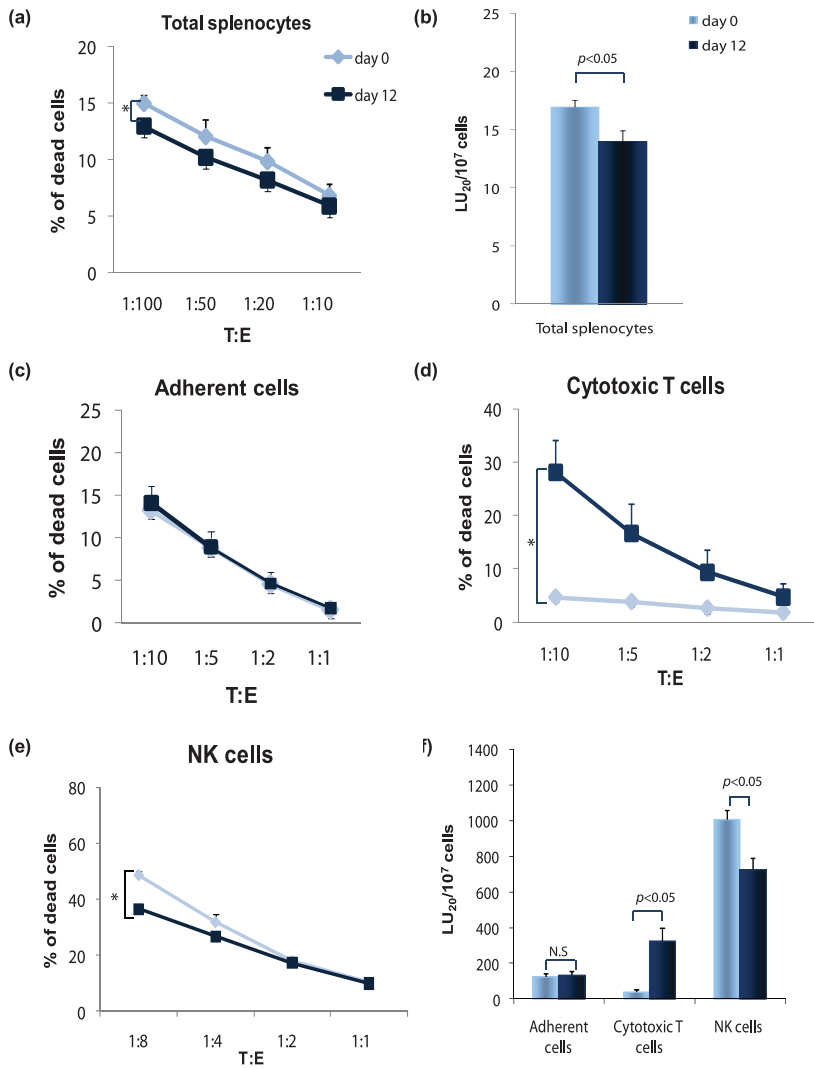 (a)
Total splenocytes
day 0
day 12
20
15
10
5
0
*
% of dead cells
1:100 1:50 1:20 1:10
T:E
(b)
day 0
day 12
p<0.05
25
20
15
10
5
0
LU20/10⁷ cells
Total splenocytes
(c)
Adherent cells
25
20
15
10
5
0
% of dead cells
1:10 1:5 1:2 1:1
T:E
(d)
Cytotoxic T cells
40
30
20
10
0
*
% of dead cells
1:10 1:5 1:2 1:1
T:E
(e)
NK cells
80
60
40
20
0
*
% of dead cells
1:8 1:4 1:2 1:1
T:E
f)
1400
1200
1000
800
600
400
200
0
LU20/10⁷ cells
N.S
p<0.05
p<0.05
Adherent cells
Cytotoxic T cells
NK cells